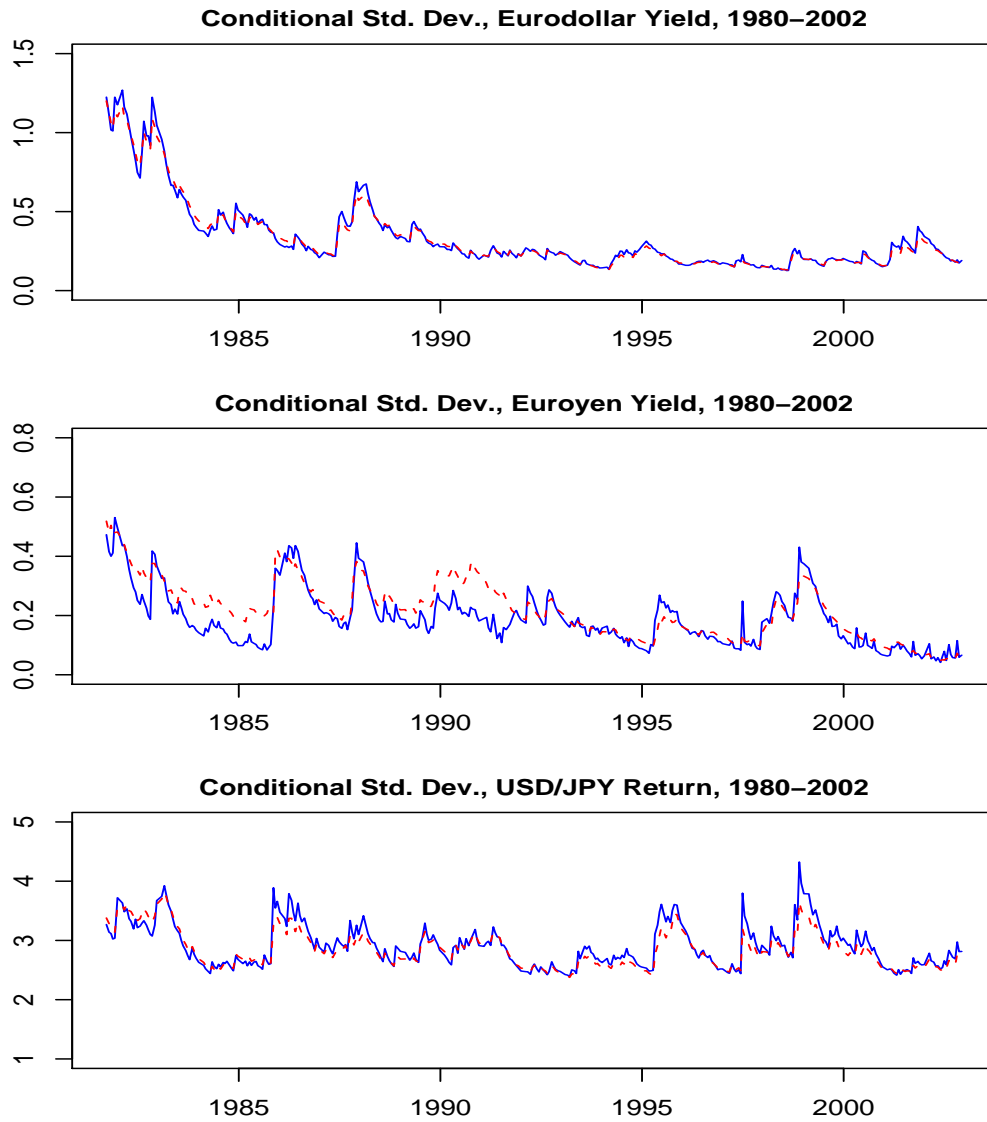 Conditional Std. Dev., Eurodollar Yield, 1980−2002
1.5
1.0
0.5
0.0
1985 1990 1995 2000
Conditional Std. Dev., Euroyen Yield, 1980−2002
0.8
0.6
0.4
0.2
0.0
1985 1990 1995 2000
Conditional Std. Dev., USD/JPY Return, 1980−2002
5
4
3
2
1
1985 1990 1995 2000